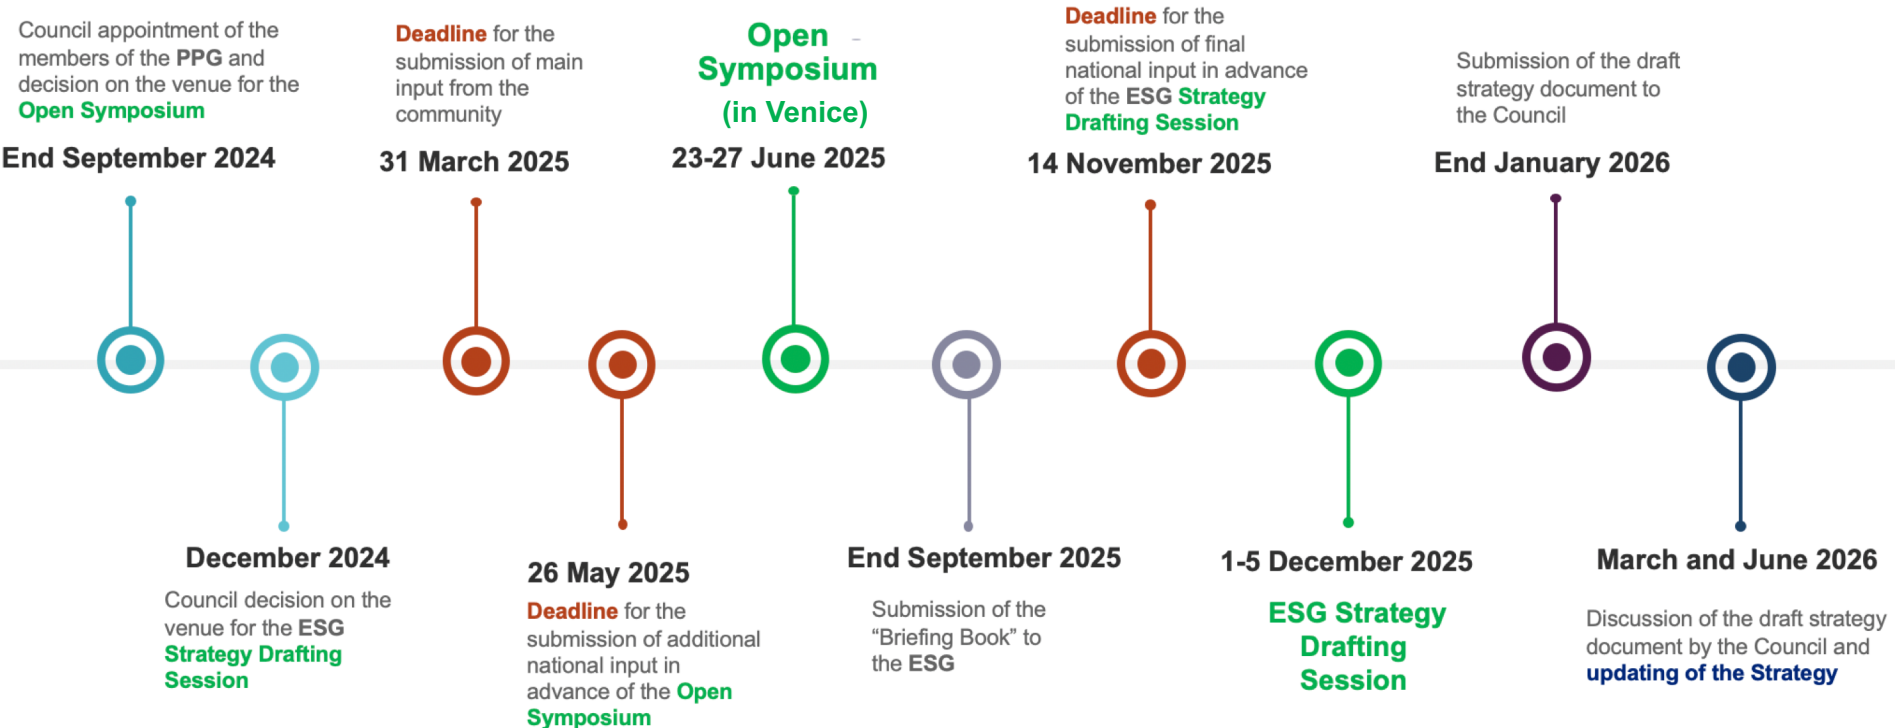 Council appointment of the
members of the PPG and
decision on the venue for the
Open Symposium
End September 2024
December 2024
Council decision on the
venue for the ESG
Strategy Drafting
Session
Deadline for the
submission of main
input from the
community
31 March 2025
26 May 2025
Deadline for the
submission of additional
national input in
advance of the Open
Symposium
Open
Symposium
(in Venice)
23-27 June 2025
End September 2025
Submission of the
“Briefing Book” to
the ESG
Deadline for the
submission of final
national input in advance
of the ESG Strategy
Drafting Session
14 November 2025
1-5 December 2025
ESG Strategy
Drafting
Session
Submission of the draft
strategy document to
the Council
End January 2026
March and June 2026
Discussion of the draft strategy
document by the Council and
updating of the Strategy